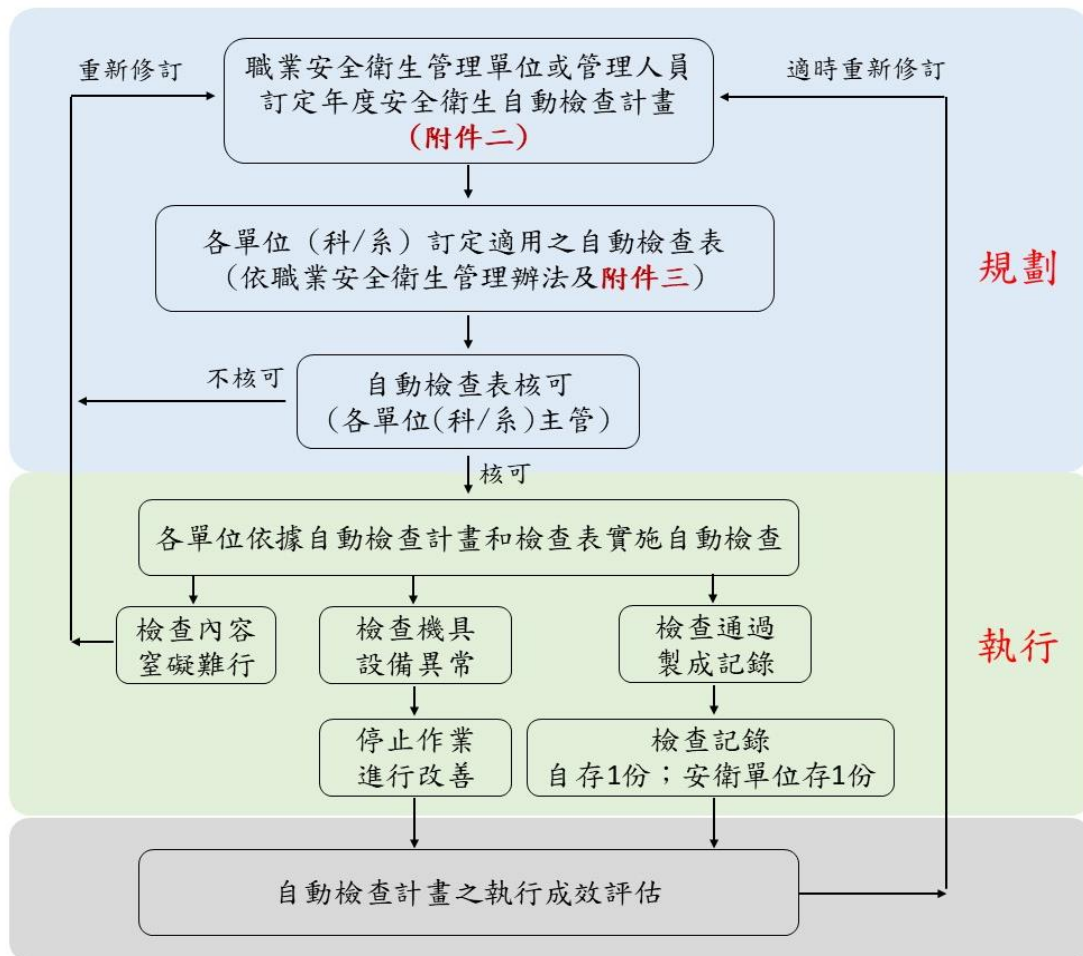 重新修訂
職業安全衛生管理單位或管理人員
訂定年度安全衛生自動檢查計畫
(附件二)
適時重新修訂
各單位（科/系）訂定適用之自動檢查表
（依職業安全衛生管理辦法及附件三）
規劃
不核可
自動檢查表核可
（各單位(科/系)主管）
核可
各單位依據自動檢查計畫和檢查表實施自動檢查
檢查內容
窒礙難行
檢查機具
設備異常
檢查通過
製成記錄
執行
停止作業
進行改善
檢查記錄
自存1份；安衛單位存1份
自動檢查計畫之執行成效評估